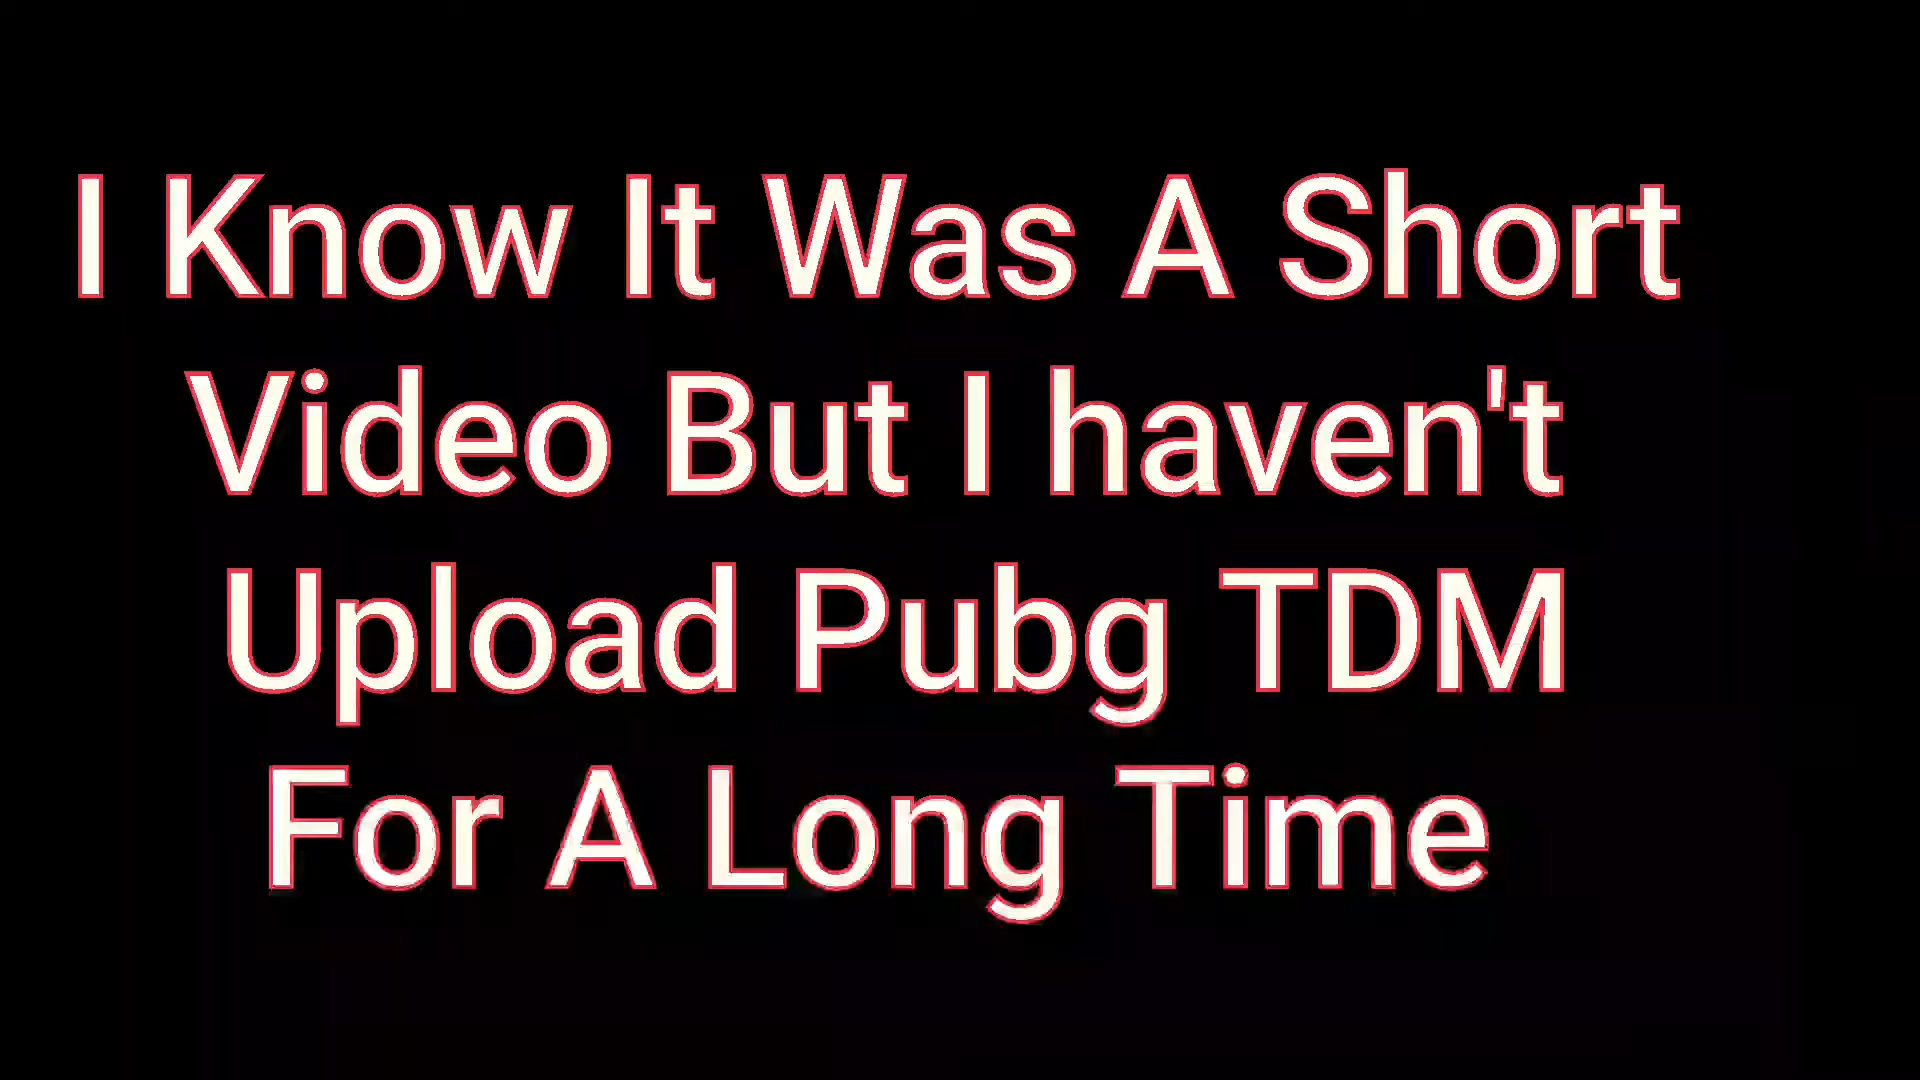 I Know It Was A Short
Video But I haven't
Upload Pubg TDM
For A Long Time